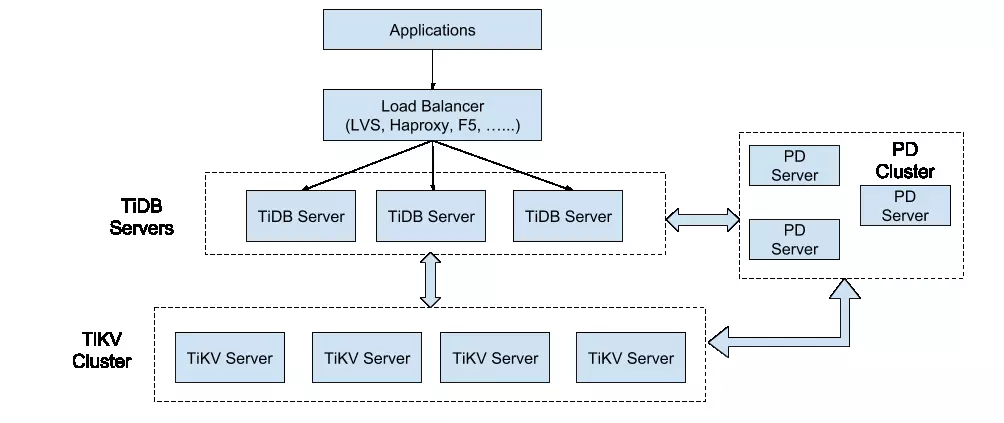 Applications
Load Balancer
(LVS, Haproxy, F5, …...)
TiDB
Servers
TiDB Server
TiDB Server
TiDB Server
PD
Cluster
PD
Server
PD
Server
PD
Server
TiKV
Cluster
TiKV Server
TiKV Server
TiKV Server
TiKV Server